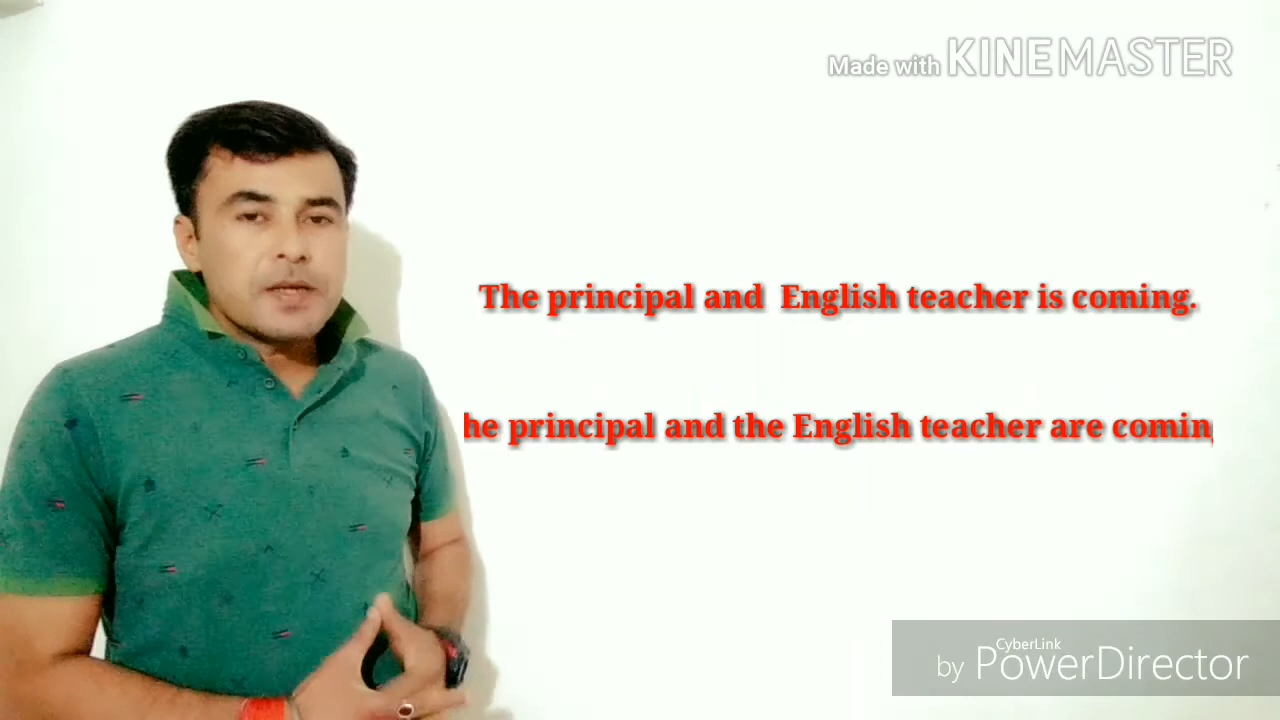 Made with KINEMASTER
The principal and English teacher is coming.
he principal and the English teacher are comin
CyberLink
by PowerDirector